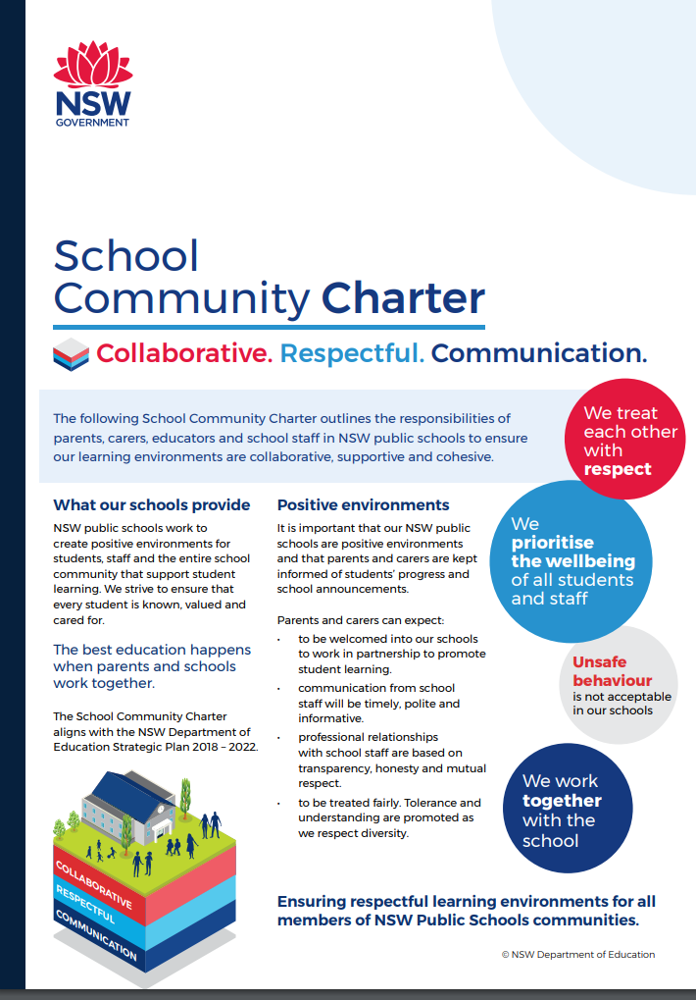 NSW
GOVERNMENT
School
Community Charter
Collaborative. Respectful. Communication.
The following School Community Charter outlines the responsibilities of
parents, carers, educators and school staff in NSW public schools to ensure
our learning environments are collaborative, supportive and cohesive.
We treat
each other
with
respect
What our schools provide
NSW public schools work to
create positive environments for
students, staff and the entire school
community that support student
learning. We strive to ensure that
every student is known, valued and
cared for.
The best education happens
when parents and schools
work together.
The School Community Charter
aligns with the NSW Department of
Education Strategic Plan 2018 – 2022.
COLLABORATIVE
RESPECTFUL
COMMUNICATION
Positive environments
It is important that our NSW public
schools are positive environments
and that parents and carers are kept
informed of students’ progress and
school announcements.
Parents and carers can expect:
• to be welcomed into our schools
to work in partnership to promote
student learning.
• communication from school
staff will be timely, polite and
informative.
• professional relationships
with school staff are based on
transparency, honesty and mutual
respect.
• to be treated fairly. Tolerance and
understanding are promoted as
we respect diversity.
We
prioritise
the wellbeing
of all students
and staff
Unsafe
behaviour
is not acceptable
in our schools
We work
together
with the
school
Ensuring respectful learning environments for all
members of NSW Public Schools communities.
© NSW Department of Education